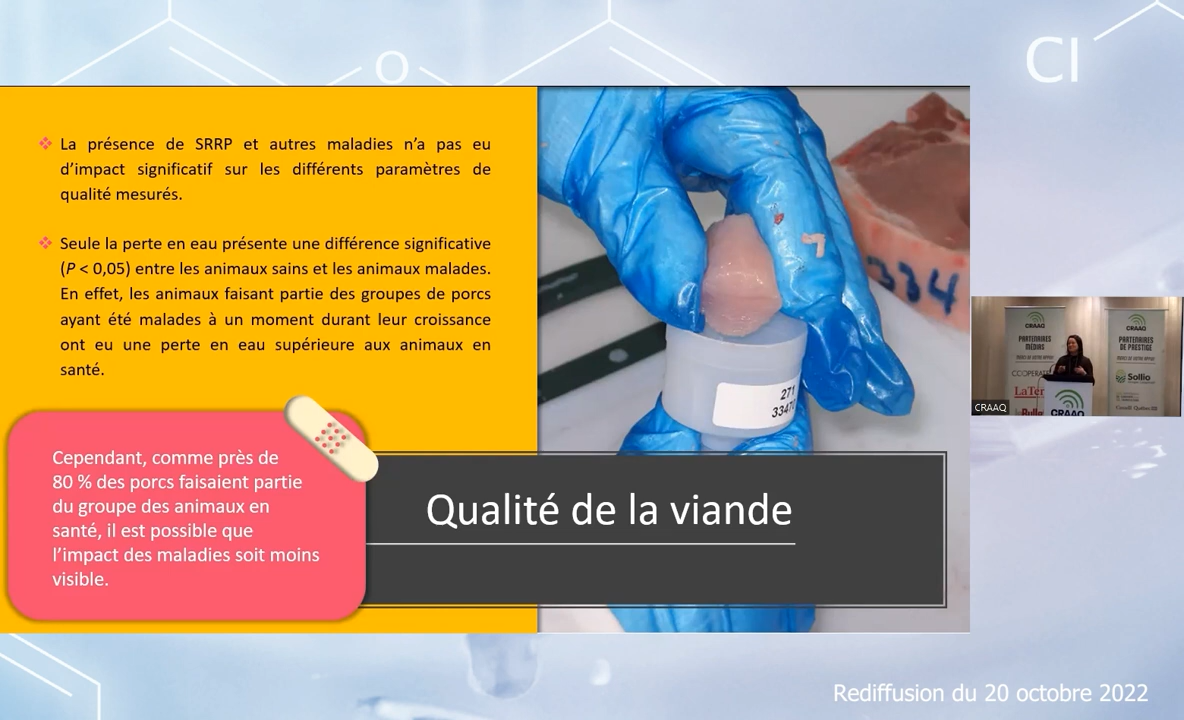 O
Cl
❖ La présence de SRRP et autres maladies n’a pas eu
d’impact significatif sur les différents paramètres de
qualité mesurés.
❖ Seule la perte en eau présente une différence significative
(P < 0,05) entre les animaux sains et les animaux malades.
En effet, les animaux faisant partie des groupes de porcs
ayant été malades à un moment durant leur croissance
ont eu une perte en eau supérieure aux animaux en
santé.
Cependant, comme près de
80 % des porcs faisaient partie
du groupe des animaux en
santé, il est possible que
l’impact des maladies soit moins
visible.
334
271
3347
Qualité de la viande
CRAAQ
PARTENAIRES
MÉDIAS
CRAAQ
PARTENAIRES
DE PRESTIGE
Sollio
CRAAQ
CRAAQ
Rediffusion du 20 octobre 2022